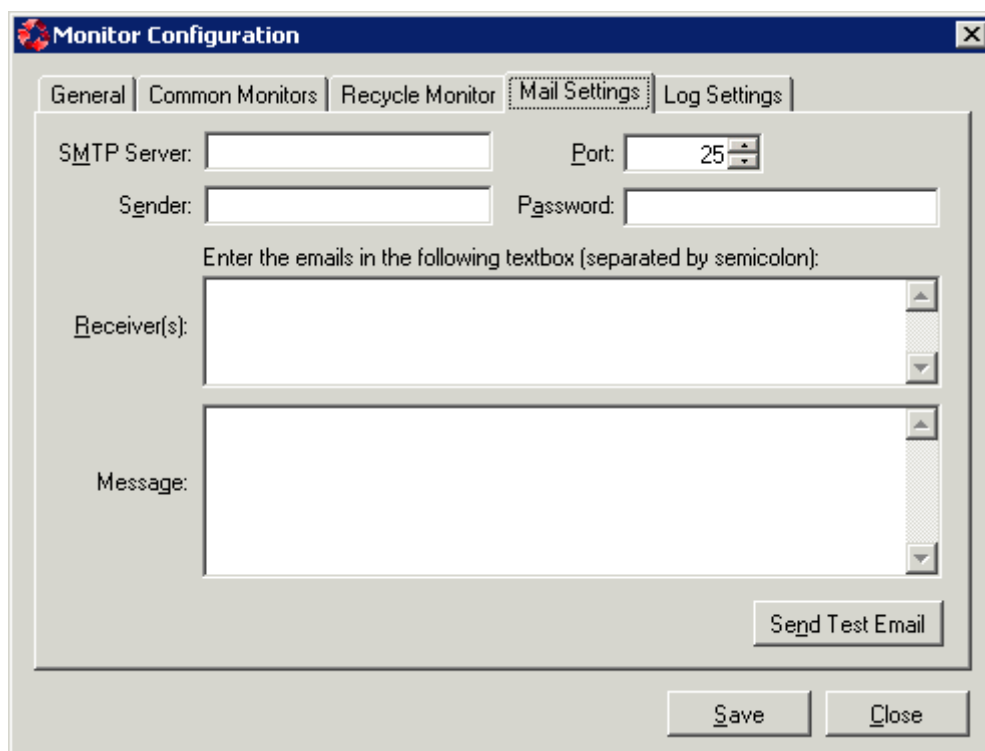 Monitor Configuration
General Common Monitors Recycle Monitor Mail Settings Log Settings
SMTP Server: Port: 25
Sender: Password:
Enter the emails in the following textbox (separated by semicolon):
Receiver(s):
Message:
Send Test Email
Save Close